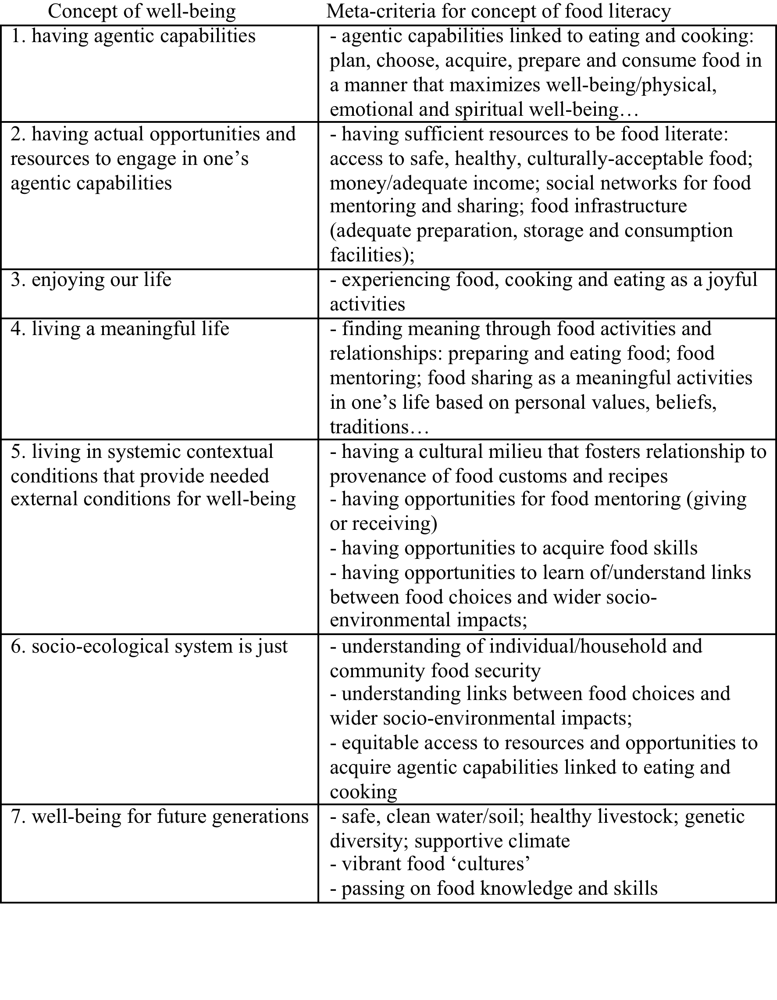 Concept of well-being
Meta-criteria for concept of food literacy
1. having agentic capabilities
- agentic capabilities linked to eating and cooking:
plan, choose, acquire, prepare and consume food in
a manner that maximizes well-being/physical,
emotional and spiritual well-being…
2. having actual opportunities and
resources to engage in one’s
agentic capabilities
- having sufficient resources to be food literate:
access to safe, healthy, culturally-acceptable food;
money/adequate income; social networks for food
mentoring and sharing; food infrastructure
(adequate preparation, storage and consumption
facilities);
3. enjoying our life
- experiencing food, cooking and eating as a joyful
activities
4. living a meaningful life
- finding meaning through food activities and
relationships: preparing and eating food; food
mentoring; food sharing as a meaningful activities
in one’s life based on personal values, beliefs,
traditions…
5. living in systemic contextual
conditions that provide needed
external conditions for well-being
- having a cultural milieu that fosters relationship to
provenance of food customs and recipes
- having opportunities for food mentoring (giving
or receiving)
- having opportunities to acquire food skills
- having opportunities to learn of/understand links
between food choices and wider socio-
environmental impacts;
6. socio-ecological system is just
- understanding of individual/household and
community food security
- understanding links between food choices and
wider socio-environmental impacts;
- equitable access to resources and opportunities to
acquire agentic capabilities linked to eating and
cooking
7. well-being for future generations
- safe, clean water/soil; healthy livestock; genetic
diversity; supportive climate
- vibrant food ‘cultures’
- passing on food knowledge and skills